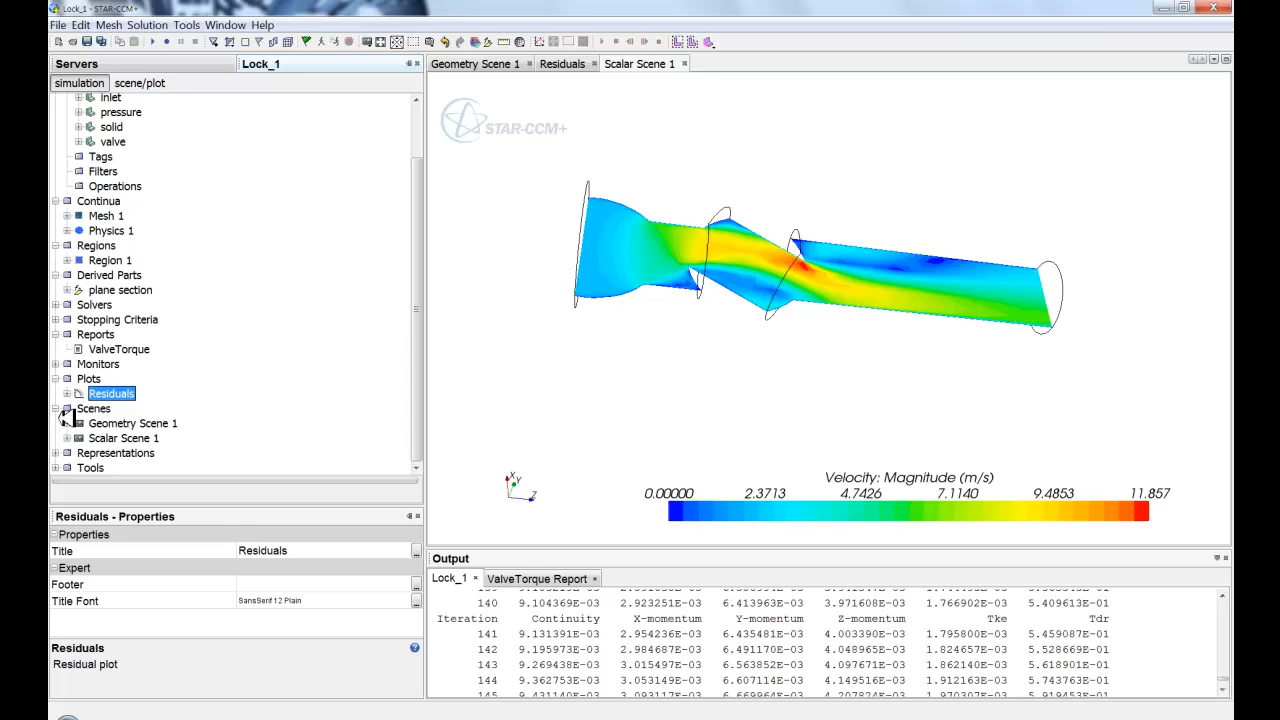 Lock_1 - STAR-CCM+
File Edit Mesh Solution Tools Window Help
Servers
Lock_1
Geometry Scene 1
Residuals
Scalar Scene 1
simulation
scene/plot
inlet
pressure
solid
valve
Tags
Filters
Operations
Continua
Mesh 1
Physics 1
Regions
Region 1
Derived Parts
plane section
Solvers
Stopping Criteria
Reports
ValveTorque
Monitors
Plots
Residuals
Scenes
Geometry Scene 1
Scalar Scene 1
Representations
Tools
STAR-CCM+
X
Y
Z
Velocity: Magnitude (m/s)
0.00000 2.3713 4.7426 7.1140 9.4853 11.857
Residuals - Properties
Properties
Title Residuals
Expert
Footer
Title Font SansSerif 12 Plain
Residuals
Residual plot
Output
Lock_1
ValveTorque Report
140 9.104369E-03 2.923251E-03 6.413963E-03 3.971608E-03 1.766902E-03 5.409613E-01
Iteration Continuity X-momentum Y-momentum Z-momentum Tke Tdr
141 9.131391E-03 2.954236E-03 6.435481E-03 4.003390E-03 1.795800E-03 5.459087E-01
142 9.195973E-03 2.984687E-03 6.491170E-03 4.048965E-03 1.824657E-03 5.528669E-01
143 9.269438E-03 3.015497E-03 6.593852E-03 4.097671E-03 1.862140E-03 5.618901E-01
144 9.362753E-03 3.053149E-03 6.607114E-03 4.149516E-03 1.912163E-03 5.743763E-01